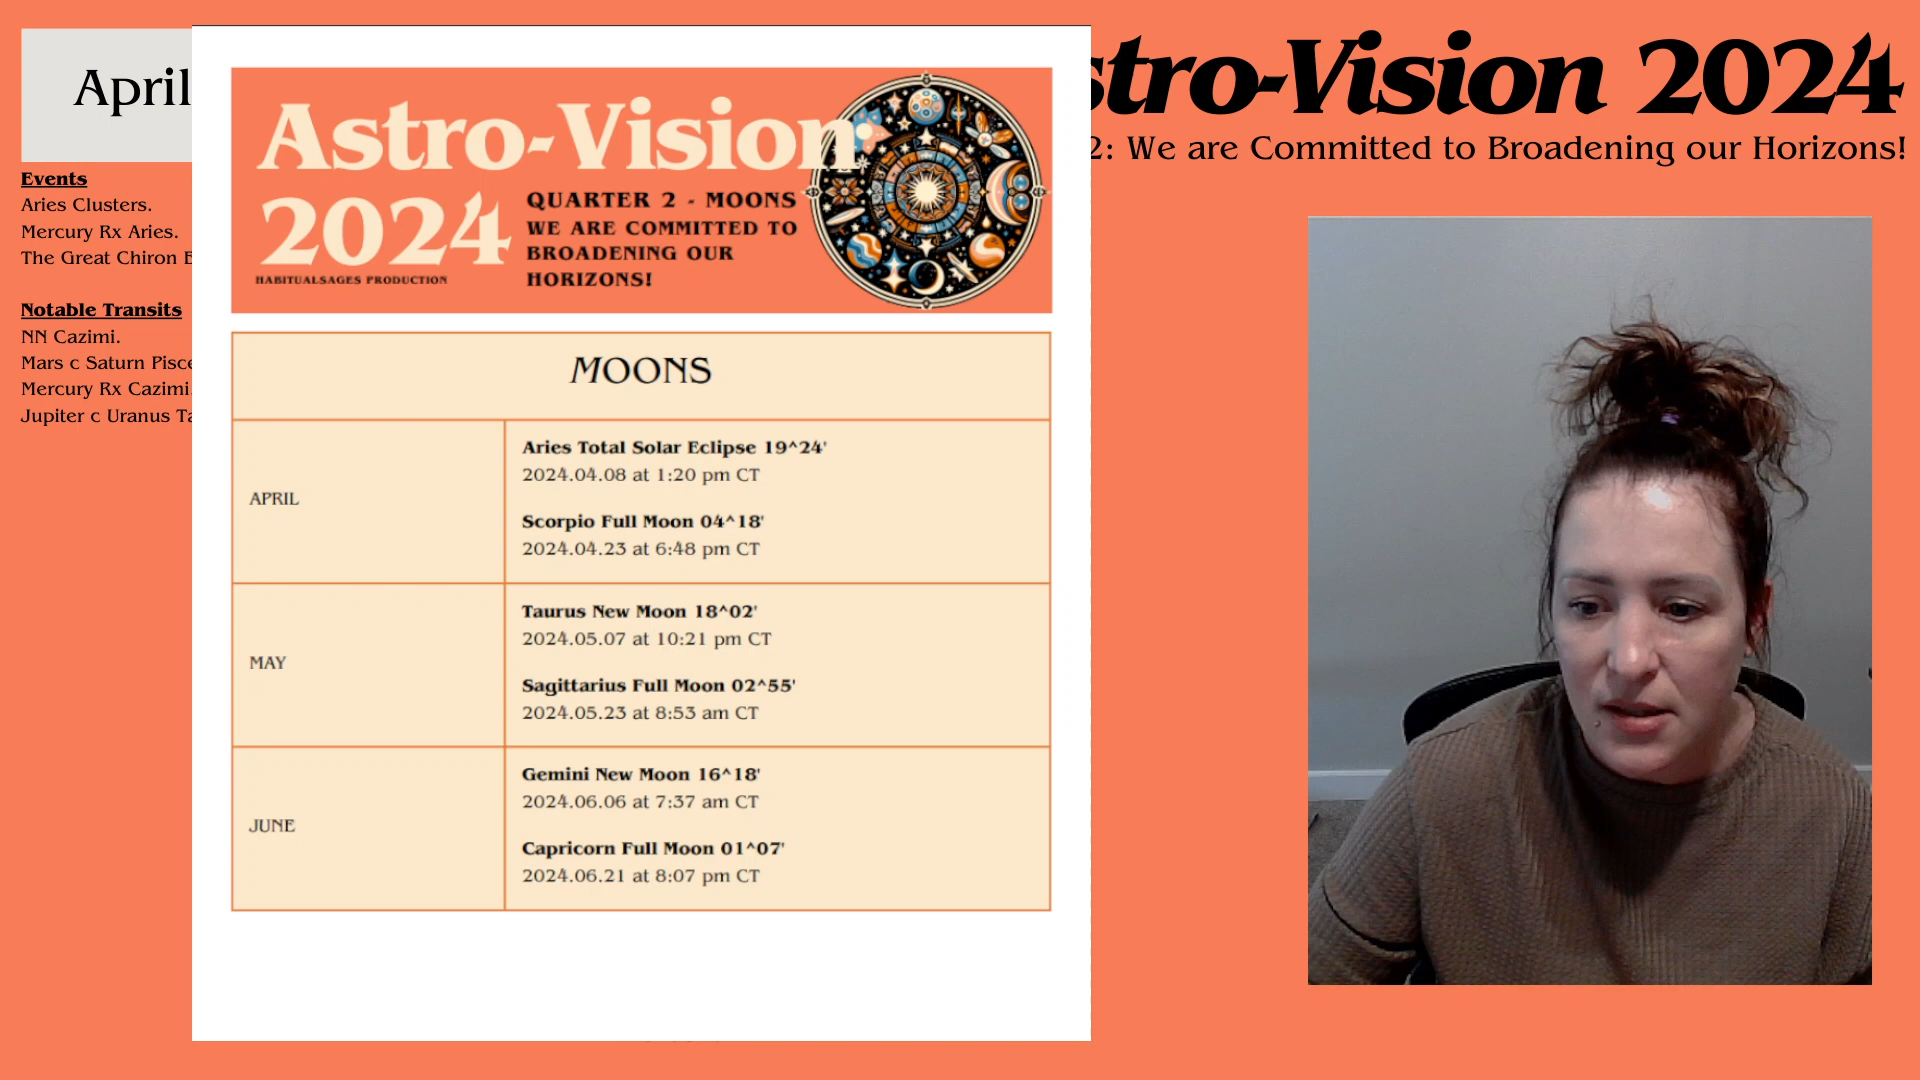 April
Events
Aries Clusters.
Mercury Rx Aries.
The Great Chiron
Notable Transits
NN Cazimi.
Mars c Saturn
Mercury Rx Cazimi
Jupiter c Uranus
Astro-Vision
2024
HABITUALSAGES PRODUCTION
QUARTER 2 - MOONS
WE ARE COMMITTED TO
BROADENING OUR
HORIZONS!
MOONS
APRIL
Aries Total Solar Eclipse 19^24'
2024.04.08 at 1:20 pm CT
Scorpio Full Moon 04^18'
2024.04.23 at 6:48 pm CT
MAY
Taurus New Moon 18^02'
2024.05.07 at 10:21 pm CT
Sagittarius Full Moon 02^55'
2024.05.23 at 8:53 am CT
JUNE
Gemini New Moon 16^18'
2024.06.06 at 7:37 am CT
Capricorn Full Moon 01^07'
2024.06.21 at 8:07 pm CT
stro-Vision 2024
2: We are Committed to Broadening our Horizons!